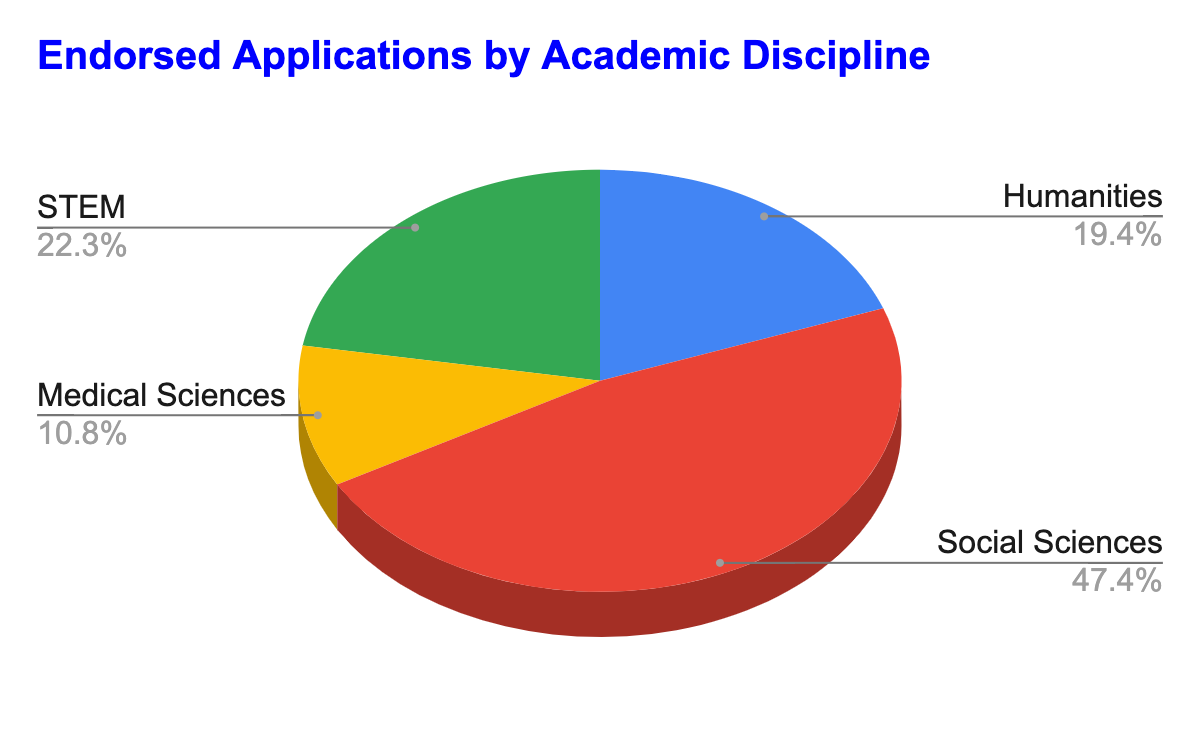 Endorsed Applications by Academic Discipline
STEM
22.3%
Humanities
19.4%
Medical Sciences
10.8%
Social Sciences
47.4%